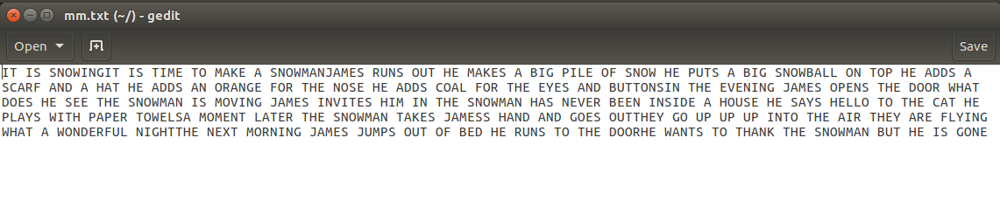 mm.txt (~/) - gedit
Open
Save
IT IS SNOWINGIT IS TIME TO MAKE A SNOWMANJAMES RUNS OUT HE MAKES A BIG PILE OF SNOW HE PUTS A BIG SNOWBALL ON TOP HE ADDS A
SCARF AND A HAT HE ADDS AN ORANGE FOR THE NOSE HE ADDS COAL FOR THE EYES AND BUTTONSIN THE EVENING JAMES OPENS THE DOOR WHAT
DOES HE SEE THE SNOWMAN IS MOVING JAMES INVITES HIM IN THE SNOWMAN HAS NEVER BEEN INSIDE A HOUSE HE SAYS HELLO TO THE CAT HE
PLAYS WITH PAPER TOWELSA MOMENT LATER THE SNOWMAN TAKES JAMESS HAND AND GOES OUTTHEY GO UP UP UP INTO THE AIR THEY ARE FLYING
WHAT A WONDERFUL NIGHTTHE NEXT MORNING JAMES JUMPS OUT OF BED HE RUNS TO THE DOORHE WANTS TO THANK THE SNOWMAN BUT HE IS GONE